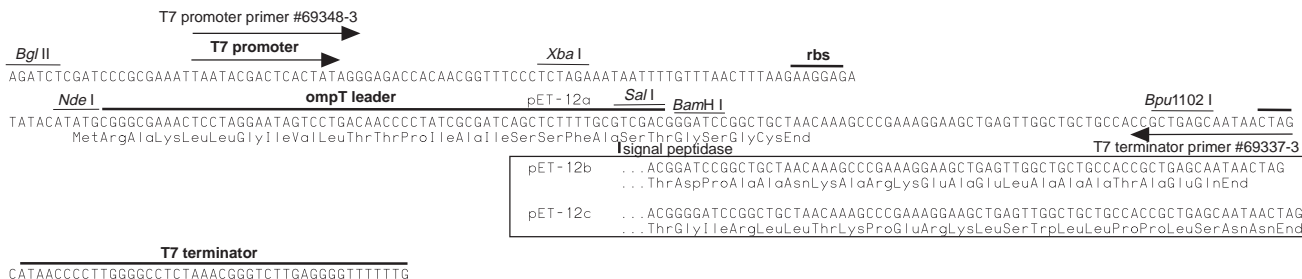 T7 promoter primer #69348-3
Bgl II T7 promoter Xba I rbs
AGATCTCGATCCCGCGAAATTAATACGACTCACTATAGGGAGACCACAACGGTTTCCCTCTAGAAATAATTTTGTTTAACTTTAAGAAGGAGA
Nde I ompT leader pET-12a Sal I BamH I Bpu1102 I
TATACATATGCGGGCGAAACTCCTAGGAATAGTCCTGACAACCCCTATCGCGATCAGCTCTTTTGCGTCGACGGGATCCGGCTGCTAACAAAGCCCGAAAGGAAGCTGAGTTGGCTGCTGCCACCGCTGAGCAATAACTAG
MetArgAlaLysLeuLeuGlyIleValLeuThrThrProIleAlaIleSerSerPheAlaSerThrGlySerGlyCysEnd
signal peptidase T7 terminator primer #69337-3
pET-12b ...ACGGATCCGGCTGCTAACAAAGCCCGAAAGGAAGCTGAGTTGGCTGCTGCCACCGCTGAGCAATAACTAG
...ThrAspProAlaAlaAsnLysAlaArgLysGluAlaGluLeuAlaAlaAlaThrAlaGluGlnEnd
pET-12c ...ACGGGGATCCGGCTGCTAACAAAGCCCGAAAGGAAGCTGAGTTGGCTGCTGCCACCGCTGAGCAATAACTAG
...ThrGlyIleArgLeuLeuThrLysProGluArgLysLeuSerTrpLeuLeuProProLeuSerAsnAsnEnd
T7 terminator
CATAACCCCTTGGGGCCTCTAAACGGGTCTTGAGGGGTTTTTTG